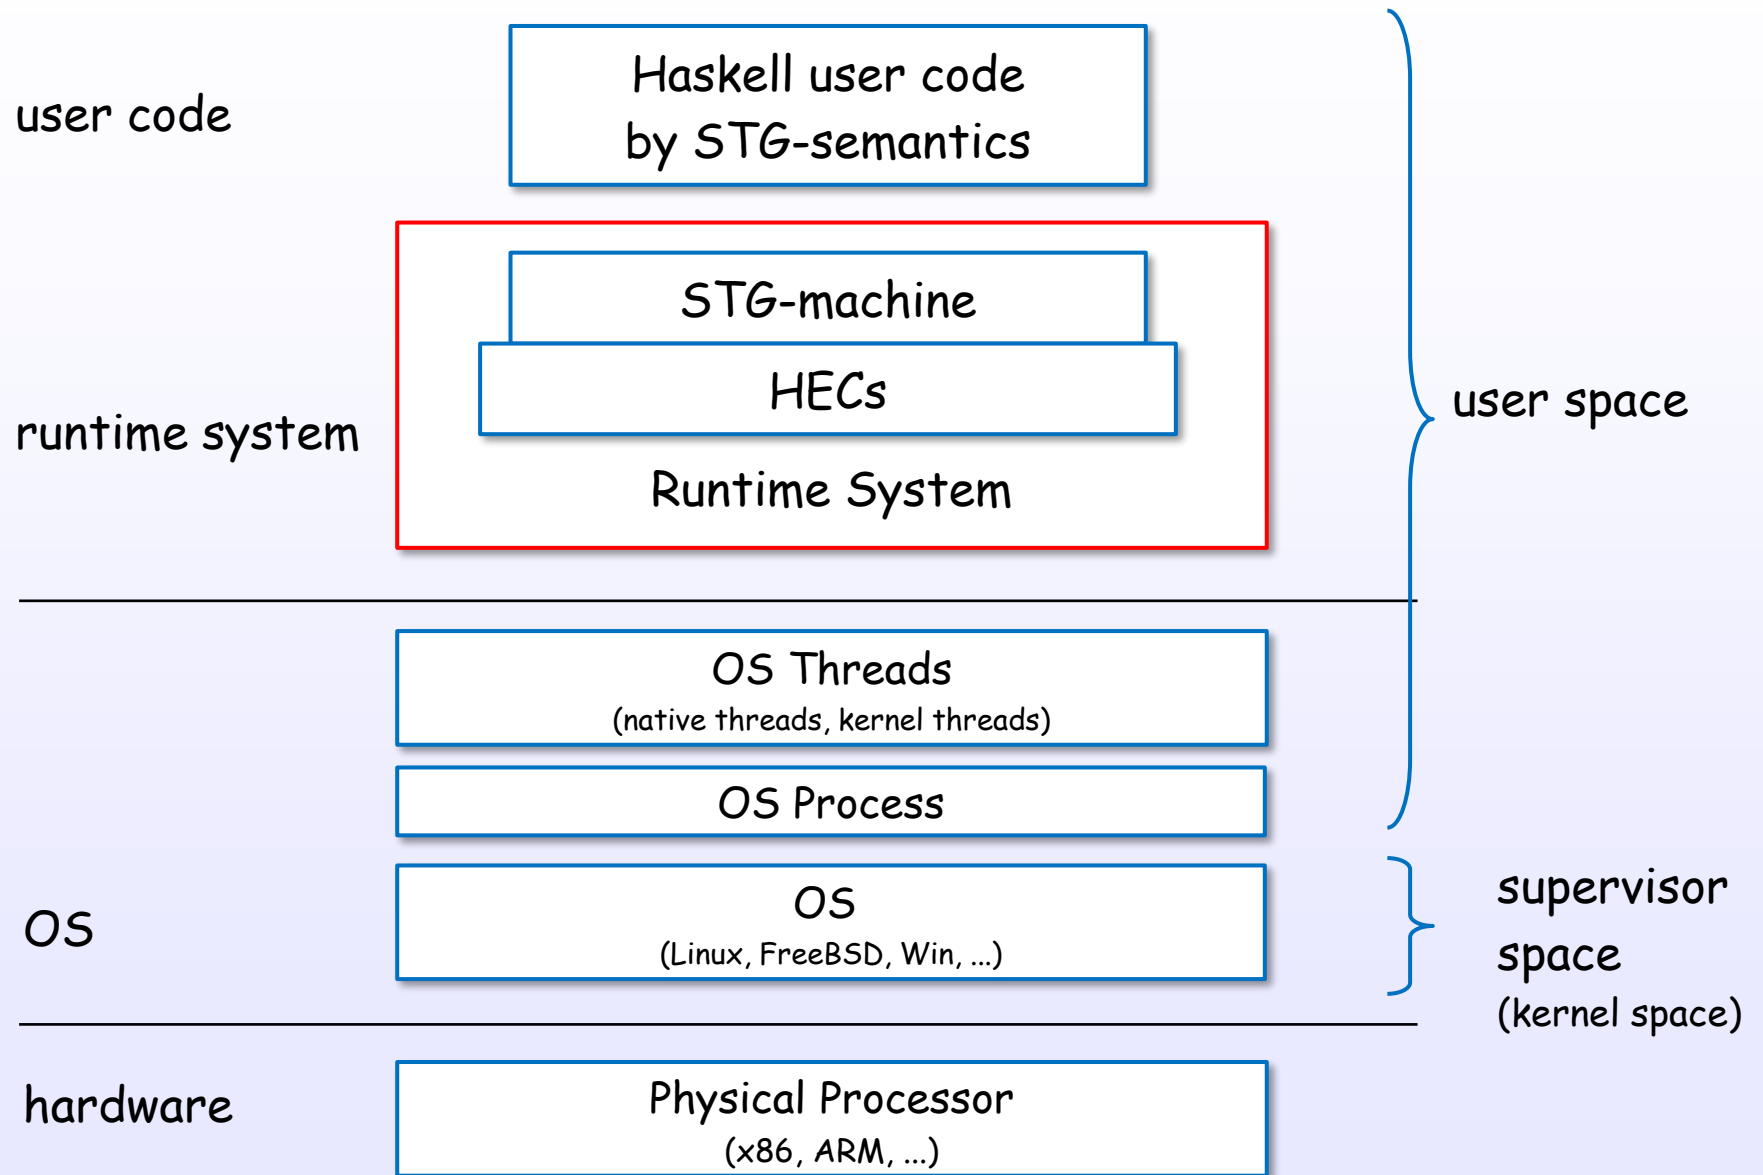 Haskell user code
by STG-semantics
user code
STG-machine
HECs
user space
runtime system
Runtime System
OS Threads
(native threads, kernel threads)
OS Process
OS
OS
(Linux, FreeBSD, Win, ...)
supervisor
space
(kernel space)
hardware
Physical Processor
(x86, ARM, ...)